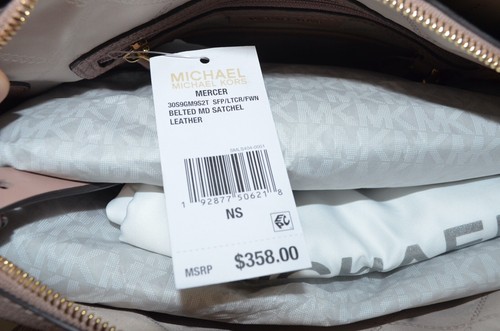 MICHAEL
MICHAEL KORS
MERCER
30S9GM9S2T SFP/LTCR/FWN
BELTED MD SATCHEL
LEATHER
1 92877 50621 8
NS
MSRP $358.00